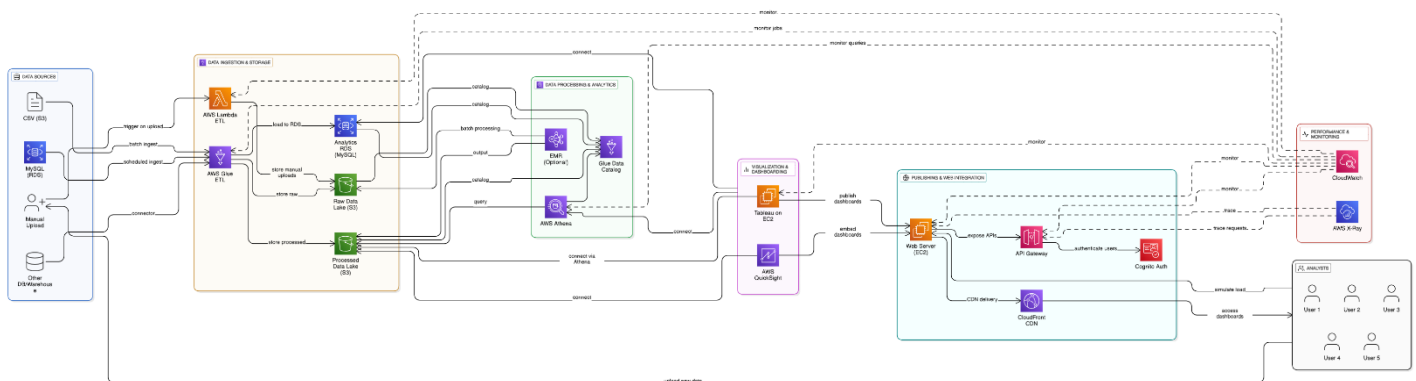 monitor
monitor jobs
monitor queries
connect
DATA SOURCES
CSV (S3)
MySQL
(RDS)
Manual
Upload
Other
DB/Warehous
e
trigger on upload
batch ingest
scheduled ingest
connector
DATA INGESTION & STORAGE
AWS Lambda
ETL
AWS Glue
ETL
load to RDS
store manual
uploads
store raw
store processed
Analytics
RDS
(MySQL)
Raw Data
Lake (S3)
Processed
Data Lake
(S3)
catalog
catalog
batch processing
output
catalog
query
DATA PROCESSING & ANALYTICS
EMR
(Optional)
Glue Data
Catalog
AWS Athena
connect
connect via
Athena
connect
VISUALIZATION &
DASHBOARDING
Tableau on
EC2
AWS
QuickSight
publish
dashboards
embed
dashboards
PUBLISHING & WEB INTEGRATION
Web Server
(EC2)
expose APIs
API Gateway
authenticate users
Cognito Auth
CDN delivery
CloudFront
CDN
monitor
monitor
monitor
trace
trace requests
PERFORMANCE &
MONITORING
CloudWatch
AWS X-Ray
simulate load
access
dashboards
ANALYSTS
User 1
User 2
User 3
User 4
User 5